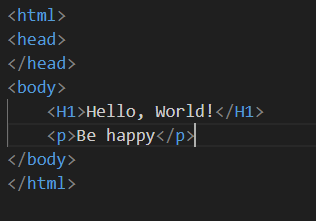 <html>
<head>
</head>
<body>
    <H1>Hello, World!</H1>
    <p>Be happy</p>
</body>
</html>